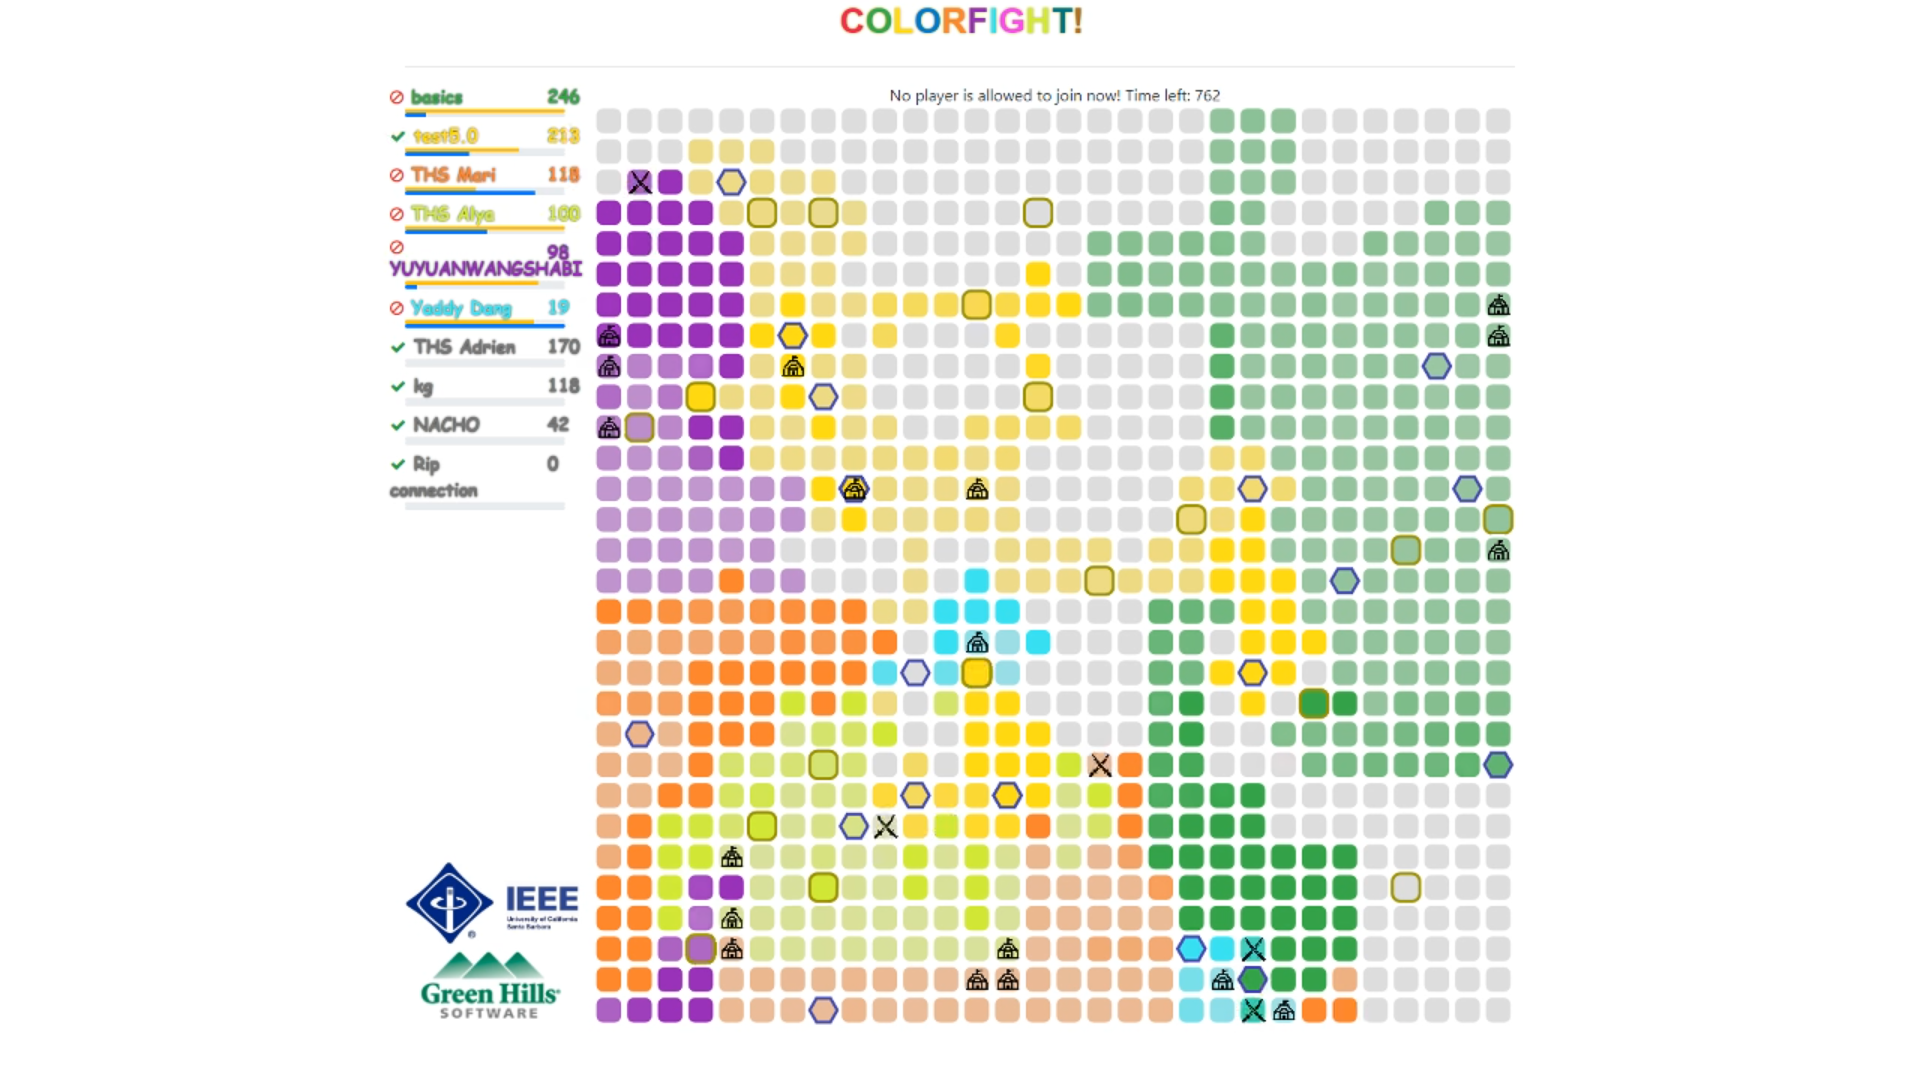 COLORFIGHT!
No player is allowed to join now! Time left: 762
basics 246
test5.0 213
THS Mari 118
THS Alya 100
98
YUYUANWANGSHABI
Yaddy Dang 19
THS Adrien 170
kg 118
NACHO 42
Rip 0
connection
IEEE
University of California
Santa Barbara
Green Hills
SOFTWARE